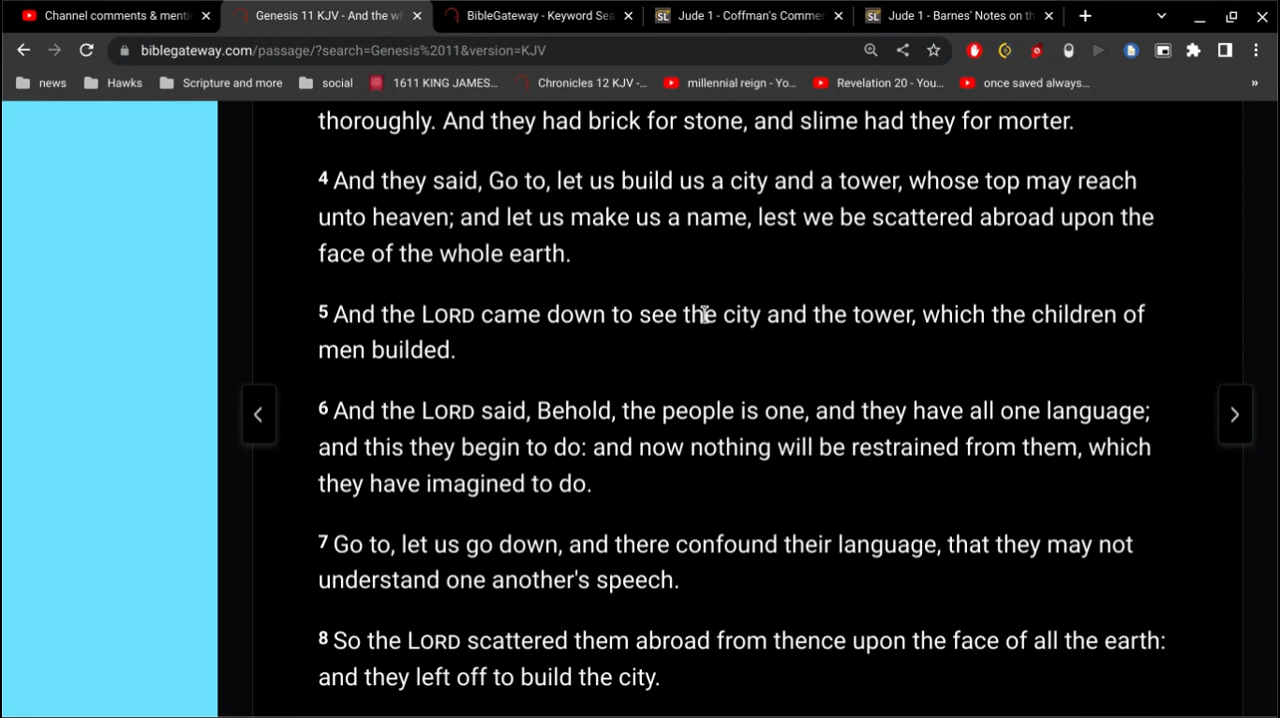 Channel comments & menti
Genesis 11 KJV - And the w
BibleGateway - Keyword Sea
Jude 1 - Coffman's Comme
Jude 1 - Barnes' Notes on th
biblegateway.com/passage/?search=Genesis%2011&version=KJV
news
Hawks
Scripture and more
social
1611 KING JAMES...
Chronicles 12 KJV -...
millennial reign - Yo...
Revelation 20 - You...
once saved always...
»
thoroughly. And they had brick for stone, and slime had they for morter.
4 And they said, Go to, let us build us a city and a tower, whose top may reach
unto heaven; and let us make us a name, lest we be scattered abroad upon the
face of the whole earth.
5 And the LORD came down to see the city and the tower, which the children of
men builded.
6 And the LORD said, Behold, the people is one, and they have all one language;
and this they begin to do: and now nothing will be restrained from them, which
they have imagined to do.
7 Go to, let us go down, and there confound their language, that they may not
understand one another's speech.
8 So the LORD scattered them abroad from thence upon the face of all the earth:
and they left off to build the city.